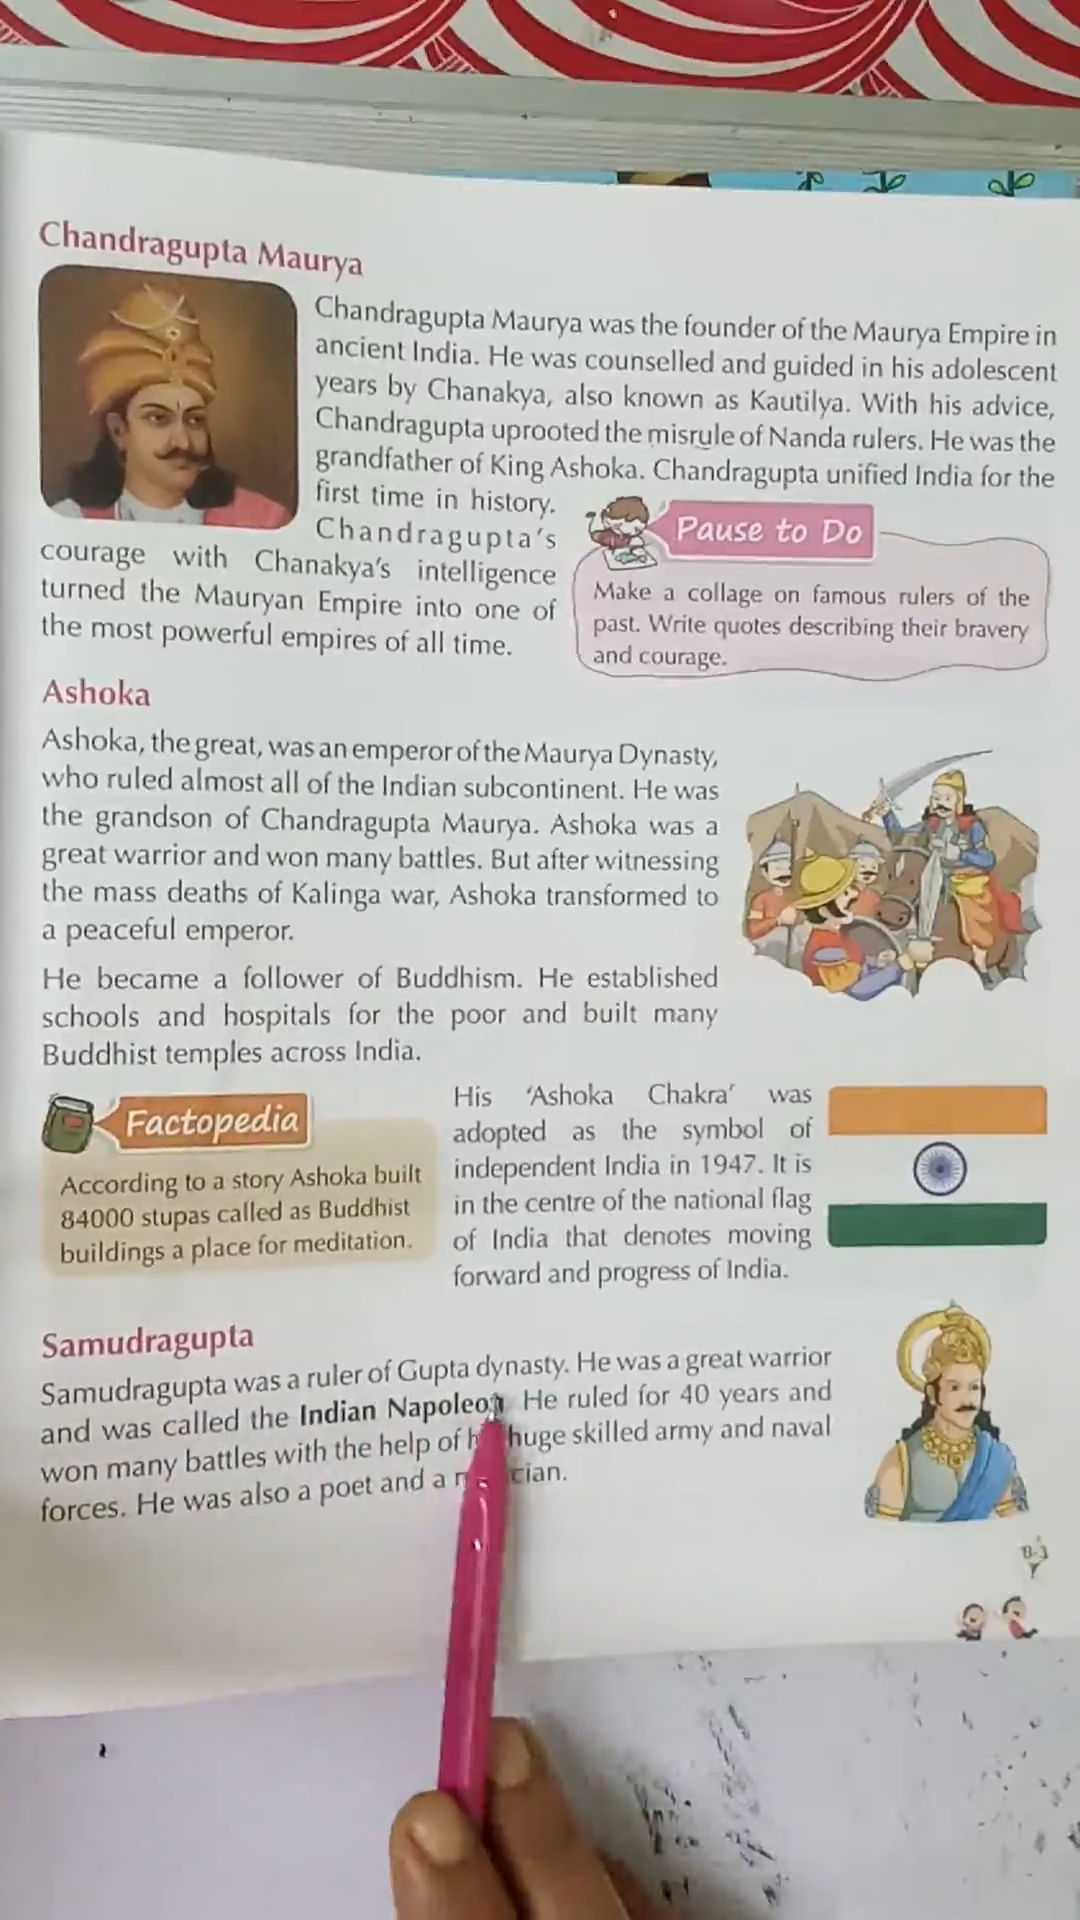 Chandragupta Maurya
Chandragupta Maurya was the founder of the Maurya Empire in
ancient India. He was counselled and guided in his adolescent
years by Chanakya, also known as Kautilya. With his advice,
Chandragupta uprooted the misrule of Nanda rulers. He was the
grandfather of King Ashoka. Chandragupta unified India for the
first time in history.
Chandragupta's
courage with Chanakya's intelligence
turned the Mauryan Empire into one of
the most powerful empires of all time.
Pause to Do
Make a collage on famous rulers of the
past. Write quotes describing their bravery
and courage.
Ashoka
Ashoka, the great, was an emperor of the Maurya Dynasty,
who ruled almost all of the Indian subcontinent. He was
the grandson of Chandragupta Maurya. Ashoka was a
great warrior and won many battles. But after witnessing
the mass deaths of Kalinga war, Ashoka transformed to
a peaceful emperor.
He became a follower of Buddhism. He established
schools and hospitals for the poor and built many
Buddhist temples across India.
Factopedia
According to a story Ashoka built
84000 stupas called as Buddhist
buildings a place for meditation.
His 'Ashoka Chakra' was
adopted as the symbol of
independent India in 1947. It is
in the centre of the national flag
of India that denotes moving
forward and progress of India.
Samudragupta
Samudragupta was a ruler of Gupta dynasty. He was a great warrior
and was called the Indian Napoleon. He ruled for 40 years and
won many battles with the help of huge skilled army and naval
forces. He was also a poet and a